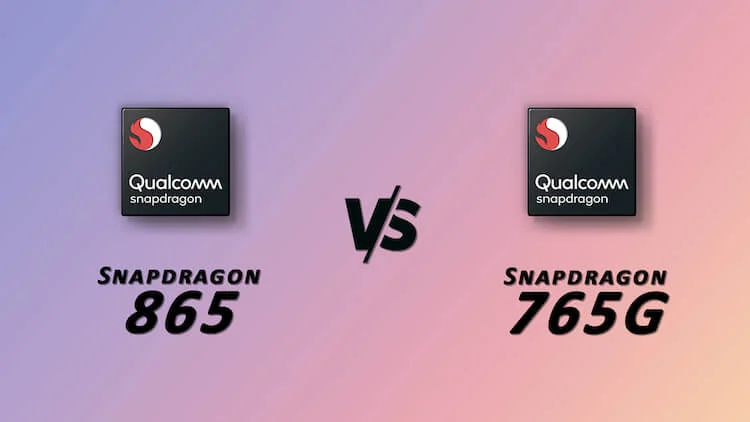 Qualcomm
snapdragon
SNAPDRAGON
865
VS
Qualcomm
snapdragon
SNAPDRAGON
765G